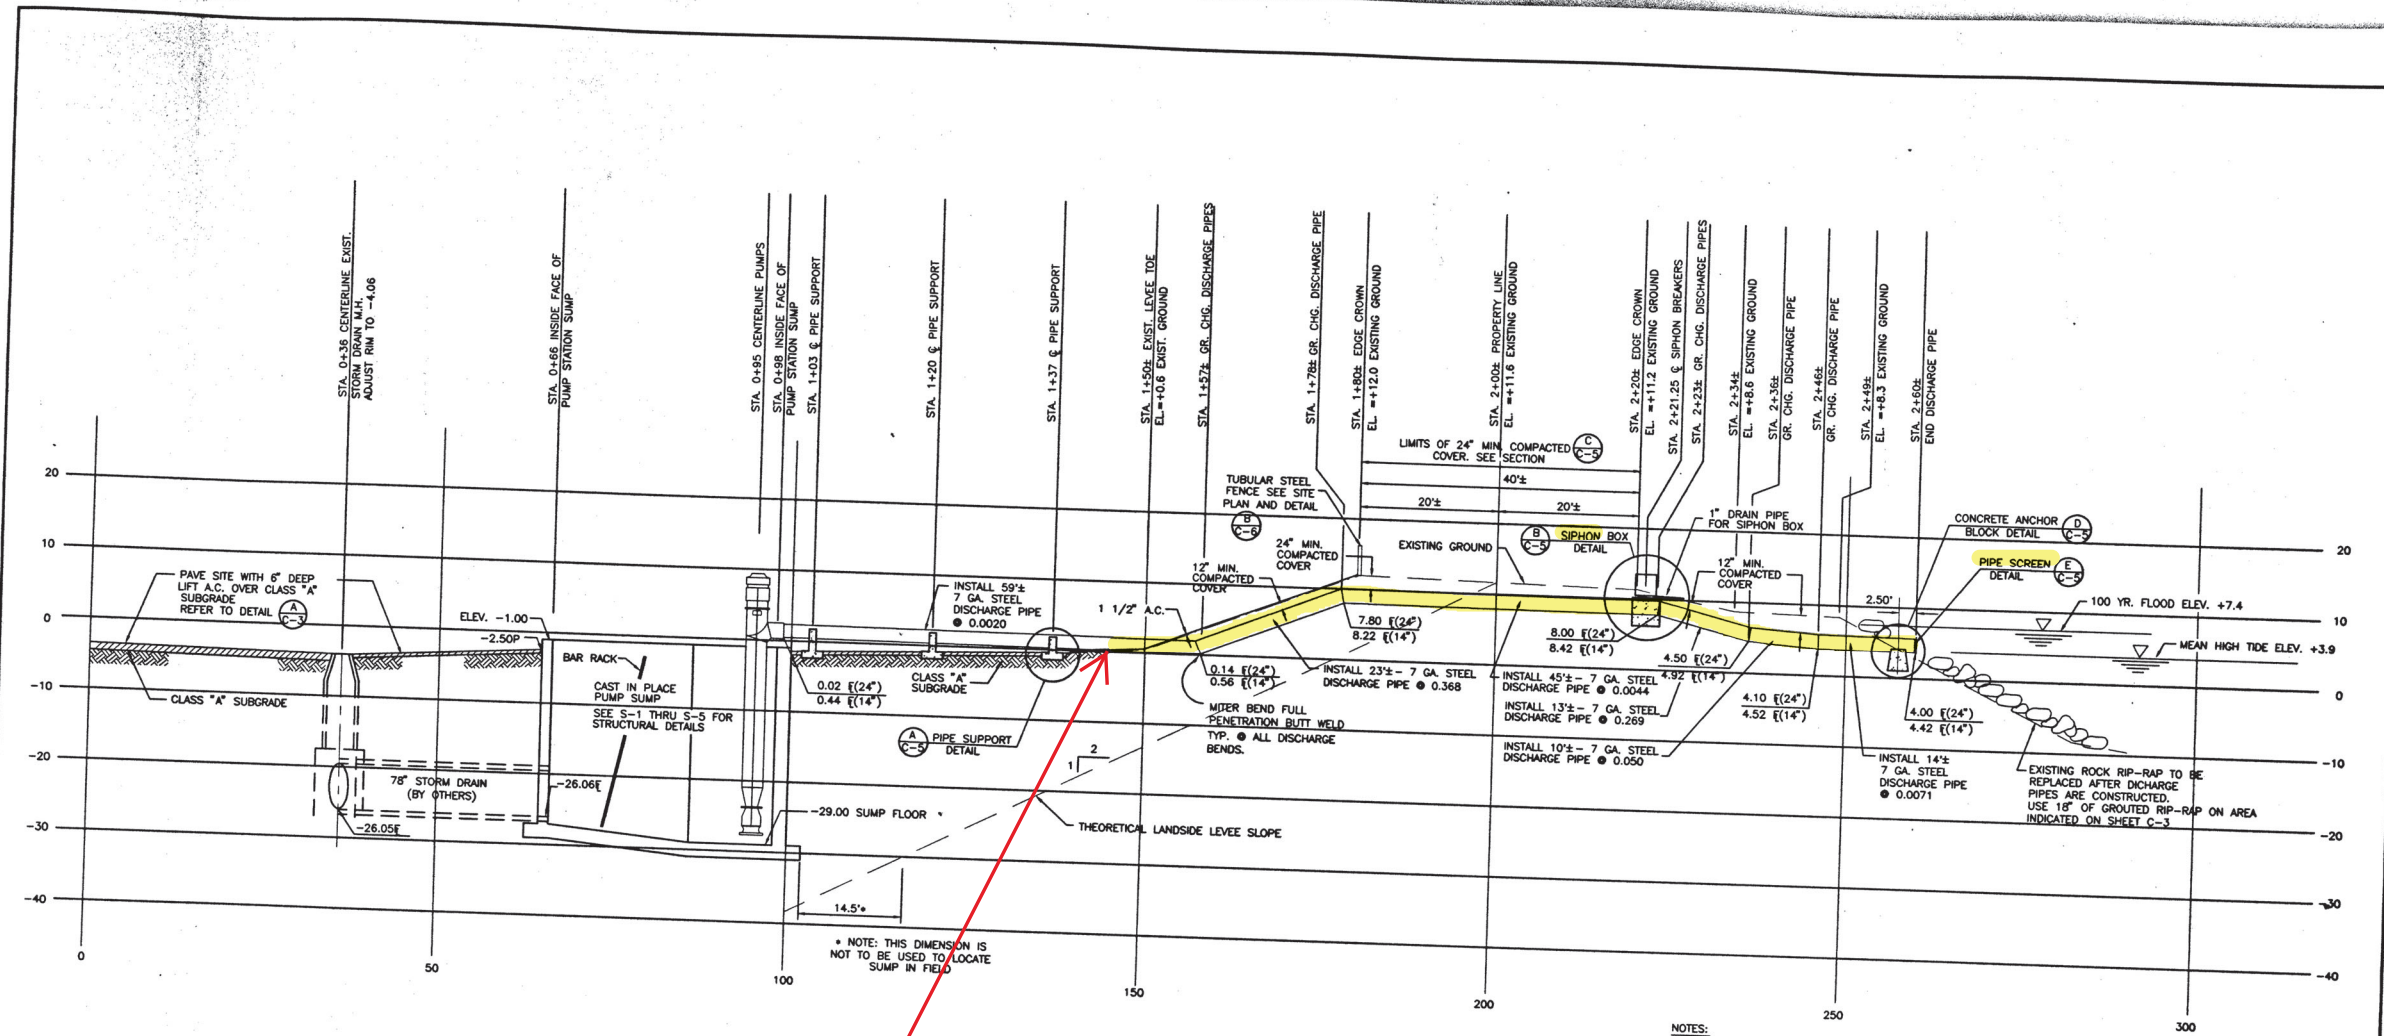 STA. 0+36 CENTERLINE EXIST.
STORM DRAIN M.H.
ADJUST RIM TO -4.06
STA. 0+66 INSIDE FACE OF
PUMP STATION SUMP
STA. 0+95 CENTERLINE PUMPS
STA. 0+98 INSIDE FACE OF
PUMP STATION SUMP
STA. 1+03 ℄ PIPE SUPPORT
STA. 1+20 ℄ PIPE SUPPORT
STA. 1+37 ℄ PIPE SUPPORT
STA. 1+50± EXIST. LEVEE TOE
EL.=+0.6 EXIST. GROUND
STA. 1+57± GR. CHG. DISCHARGE PIPES
STA. 1+78± GR. CHG. DISCHARGE PIPE
STA. 1+80± EDGE CROWN
EL. =+12.0 EXISTING GROUND
STA. 2+00± PROPERTY LINE
EL. =+11.6 EXISTING GROUND
STA. 2+20± EDGE CROWN
EL. =+11.2 EXISTING GROUND
STA. 2+21.25 ℄ SIPHON BREAKERS
STA. 2+23± GR. CHG. DISCHARGE PIPES
STA. 2+34±
EL. =+8.6 EXISTING GROUND
STA. 2+36±
GR. CHG. DISCHARGE PIPE
STA. 2+46±
GR. CHG. DISCHARGE PIPE
STA. 2+49±
EL. =+8.3 EXISTING GROUND
STA. 2+60±
END DISCHARGE PIPE
LIMITS OF 24" MIN. COMPACTED
COVER. SEE SECTION
C
C-5
40'±
20'±
20'±
TUBULAR STEEL
FENCE SEE SITE
PLAN AND DETAIL
B
C-6
24" MIN.
COMPACTED
COVER
12" MIN.
COMPACTED
COVER
EXISTING GROUND
B
C-5
SIPHON BOX
DETAIL
1" DRAIN PIPE
FOR SIPHON BOX
12" MIN.
COMPACTED
COVER
CONCRETE ANCHOR
BLOCK DETAIL
D
C-5
PIPE SCREEN
DETAIL
E
C-5
2.50'
100 YR. FLOOD ELEV. +7.4
MEAN HIGH TIDE ELEV. +3.9
20
10
0
-10
-20
-30
-40
20
10
0
-10
-20
-30
-40
PAVE SITE WITH 6" DEEP
LIFT A.C. OVER CLASS "A"
SUBGRADE
REFER TO DETAIL
A
C-3
CLASS "A" SUBGRADE
ELEV. -1.00
-2.50P
BAR RACK
CAST IN PLACE
PUMP SUMP
SEE S-1 THRU S-5 FOR
STRUCTURAL DETAILS
78" STORM DRAIN
(BY OTHERS)
-26.06
-26.05
-29.00 SUMP FLOOR
INSTALL 59'±
7 GA. STEEL
DISCHARGE PIPE
@ 0.0020
0.02 (24")
0.44 (14")
CLASS "A"
SUBGRADE
A
C-5
PIPE SUPPORT
DETAIL
1 1/2" A.C.
0.14 (24")
0.56 (14")
MITER BEND FULL
PENETRATION BUTT WELD
TYP. @ ALL DISCHARGE
BENDS.
2
1
THEORETICAL LANDSIDE LEVEE SLOPE
14.5'*
* NOTE: THIS DIMENSION IS
NOT TO BE USED TO LOCATE
SUMP IN FIELD
7.80 (24")
8.22 (14")
INSTALL 23'± - 7 GA. STEEL
DISCHARGE PIPE @ 0.368
8.00 (24")
8.42 (14")
INSTALL 45'± - 7 GA. STEEL
DISCHARGE PIPE @ 0.0044
4.50 (24")
4.92 (14")
INSTALL 13'± - 7 GA. STEEL
DISCHARGE PIPE @ 0.269
INSTALL 10'± - 7 GA. STEEL
DISCHARGE PIPE @ 0.050
4.10 (24")
4.52 (14")
4.00 (24")
4.42 (14")
INSTALL 14'±
7 GA. STEEL
DISCHARGE PIPE
@ 0.0071
EXISTING ROCK RIP-RAP TO BE
REPLACED AFTER DICHARGE
PIPES ARE CONSTRUCTED.
USE 18" OF GROUTED RIP-RAP ON AREA
INDICATED ON SHEET C-3
0
50
100
150
200
250
300
NOTES: